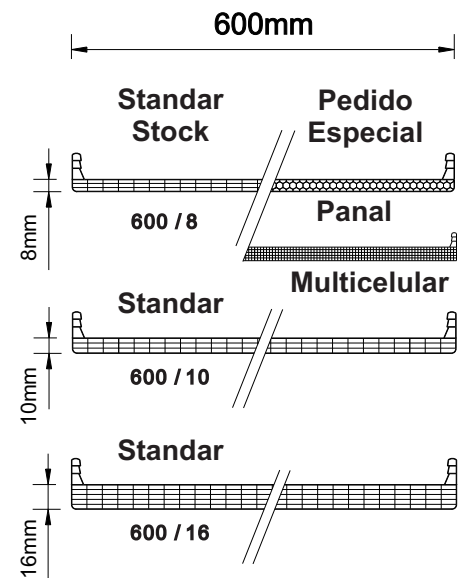 600mm
Standar
Stock
Pedido
Especial
8mm
600 / 8
Panal
Multicelular
Standar
10mm
600 / 10
Standar
16mm
600 / 16